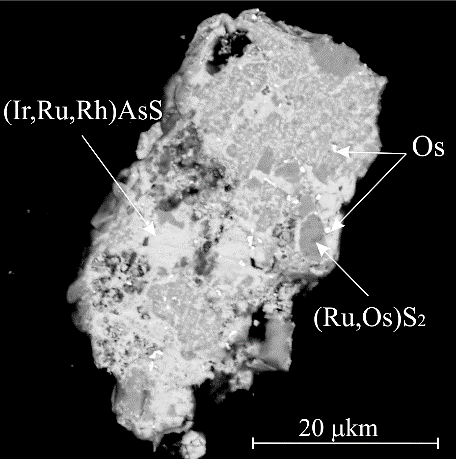 (Ir,Ru,Rh)AsS
Os
(Ru,Os)S₂
20 μkm